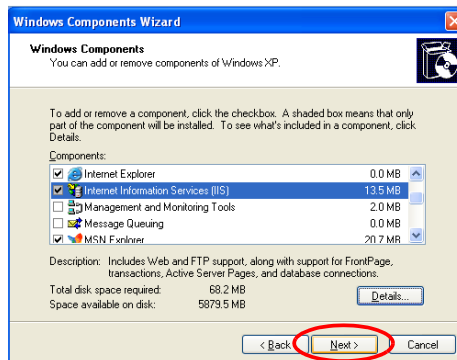 Windows Components Wizard
Windows Components
You can add or remove components of Windows XP.
To add or remove a component, click the checkbox. A shaded box means that only
part of the component will be installed. To see what's included in a component, click
Details.
Components:
Internet Explorer 0.0 MB
Internet Information Services (IIS) 13.5 MB
Management and Monitoring Tools 2.0 MB
Message Queuing 0.0 MB
MSN Explorer 20.7 MB
Description: Includes Web and FTP support, along with support for FrontPage,
transactions, Active Server Pages, and database connections.
Total disk space required: 68.2 MB
Space available on disk: 5879.5 MB
Details...
< Back Next > Cancel